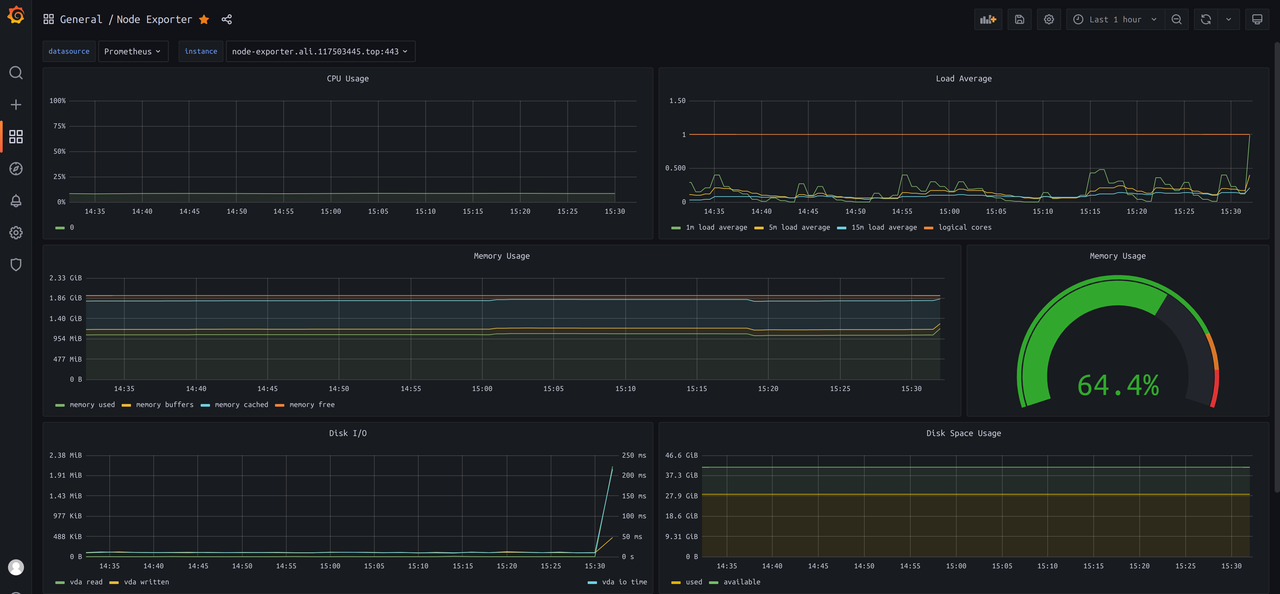 General / Node Exporter
Last 1 hour
datasource Prometheus instance node-exporter.ali.117503445.top:443
CPU Usage
100%
75%
50%
25%
0%
14:35 14:40 14:45 14:50 14:55 15:00 15:05 15:10 15:15 15:20 15:25 15:30
0
Load Average
1.50
1
0.500
0
14:35 14:40 14:45 14:50 14:55 15:00 15:05 15:10 15:15 15:20 15:25 15:30
1m load average 5m load average 15m load average logical cores
Memory Usage
2.33 GiB
1.86 GiB
1.40 GiB
954 MiB
477 MiB
0 B
14:35 14:40 14:45 14:50 14:55 15:00 15:05 15:10 15:15 15:20 15:25 15:30
memory used memory buffers memory cached memory free
Memory Usage
64.4%
Disk I/O
2.38 MiB
1.91 MiB
1.43 MiB
977 KiB
488 KiB
0 B
250 ms
200 ms
150 ms
100 ms
50 ms
0 s
14:35 14:40 14:45 14:50 14:55 15:00 15:05 15:10 15:15 15:20 15:25 15:30
vda read vda written vda io time
Disk Space Usage
46.6 GiB
37.3 GiB
27.9 GiB
18.6 GiB
9.31 GiB
0 B
14:35 14:40 14:45 14:50 14:55 15:00 15:05 15:10 15:15 15:20 15:25 15:30
used available